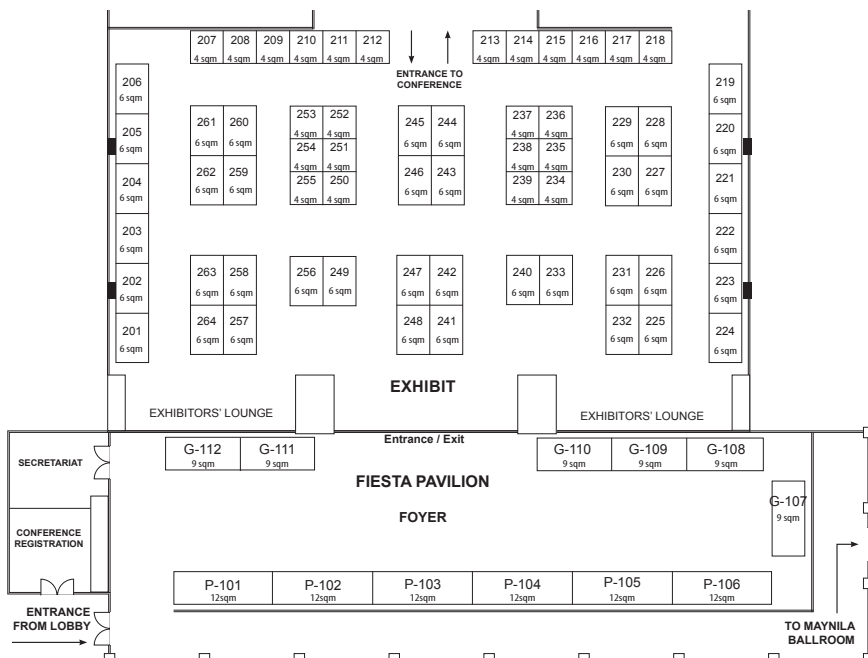 207 208 209 210 211 212
4 sqm 4 sqm 4 sqm 4 sqm 4 sqm 4 sqm
213 214 215 216 217 218
4 sqm 4 sqm 4 sqm 4 sqm 4 sqm 4 sqm
ENTRANCE TO
CONFERENCE
206
6 sqm
205
6 sqm
204
6 sqm
203
6 sqm
202
6 sqm
201
6 sqm
261 260
6 sqm 6 sqm
262 259
6 sqm 6 sqm
253 252
4 sqm 4 sqm
254 251
4 sqm 4 sqm
255 250
4 sqm 4 sqm
245 244
6 sqm 6 sqm
246 243
6 sqm 6 sqm
237 236
4 sqm 4 sqm
238 235
4 sqm 4 sqm
239 234
4 sqm 4 sqm
229 228
6 sqm 6 sqm
230 227
6 sqm 6 sqm
219
6 sqm
220
6 sqm
221
6 sqm
222
6 sqm
223
6 sqm
224
6 sqm
263 258
6 sqm 6 sqm
264 257
6 sqm 6 sqm
256 249
6 sqm 6 sqm
247 242
6 sqm 6 sqm
248 241
6 sqm 6 sqm
240 233
6 sqm 6 sqm
231 226
6 sqm 6 sqm
232 225
6 sqm 6 sqm
EXHIBIT
EXHIBITORS' LOUNGE
EXHIBITORS' LOUNGE
Entrance / Exit
G-112 G-111
9 sqm 9 sqm
G-110 G-109 G-108
9 sqm 9 sqm 9 sqm
SECRETARIAT
FIESTA PAVILION
FOYER
G-107
9 sqm
CONFERENCE
REGISTRATION
P-101 P-102 P-103 P-104 P-105 P-106
12sqm 12sqm 12sqm 12sqm 12sqm 12sqm
ENTRANCE
FROM LOBBY
TO MAYNILA
BALLROOM